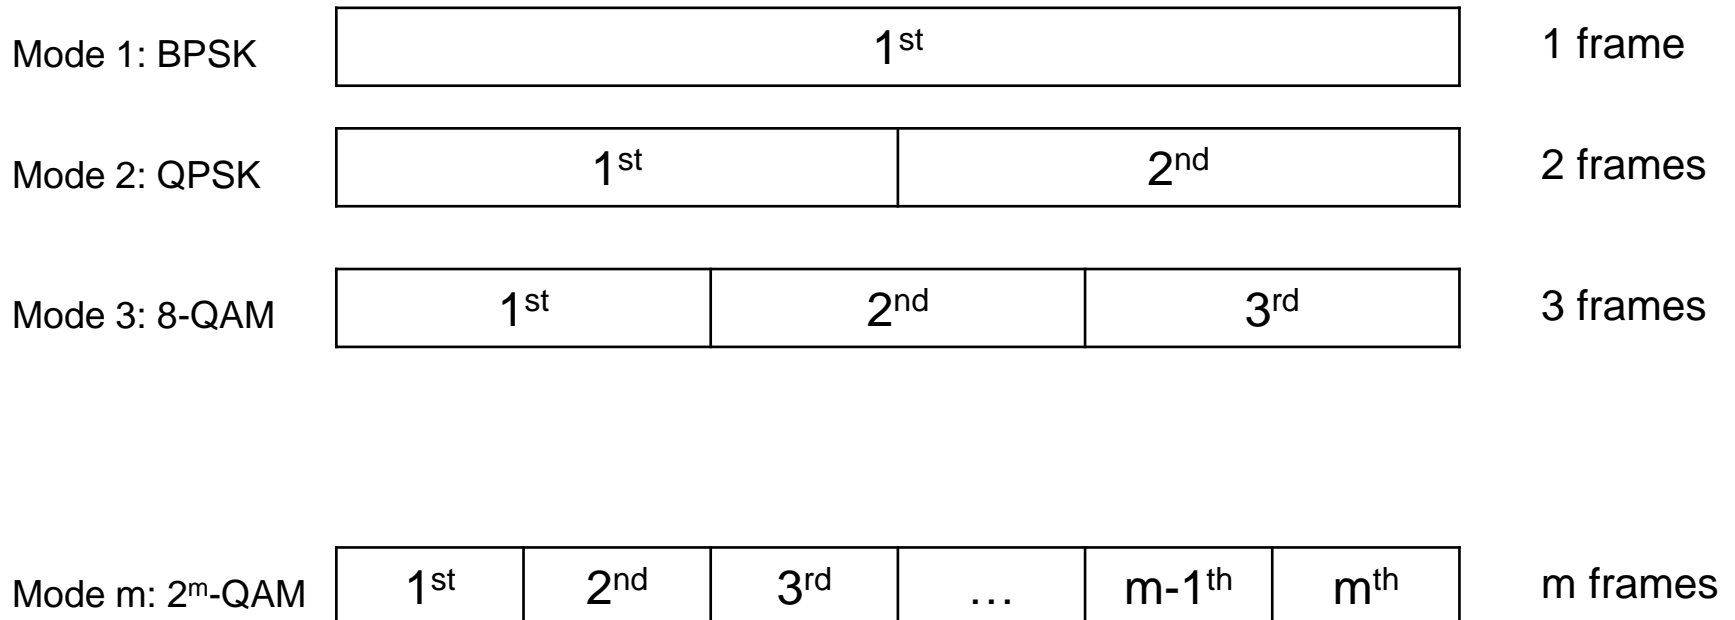 Mode 1: BPSK 1st 1 frame
Mode 2: QPSK 1st 2nd 2 frames
Mode 3: 8-QAM 1st 2nd 3rd 3 frames
Mode m: 2m-QAM 1st 2nd 3rd … m-1th mth m frames